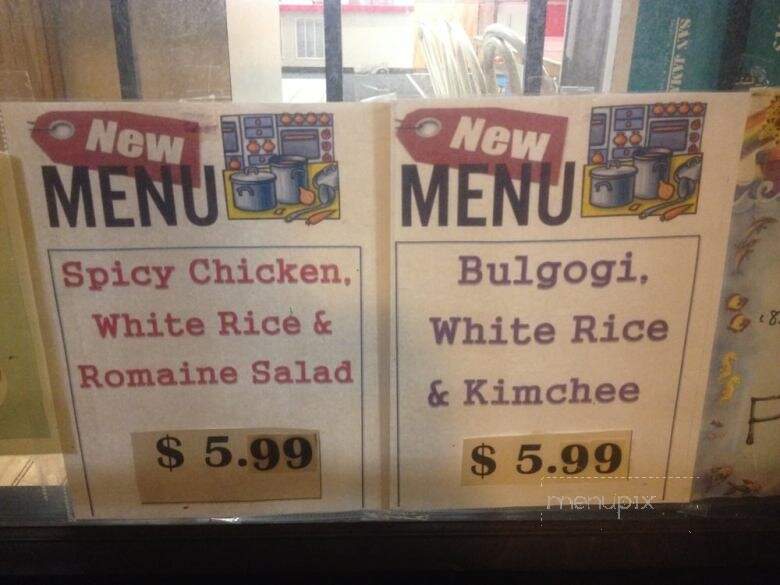 New
MENU
Spicy Chicken,
White Rice &
Romaine Salad
$ 5.99
New
MENU
Bulgogi,
White Rice
& Kimchee
$ 5.99
menupix